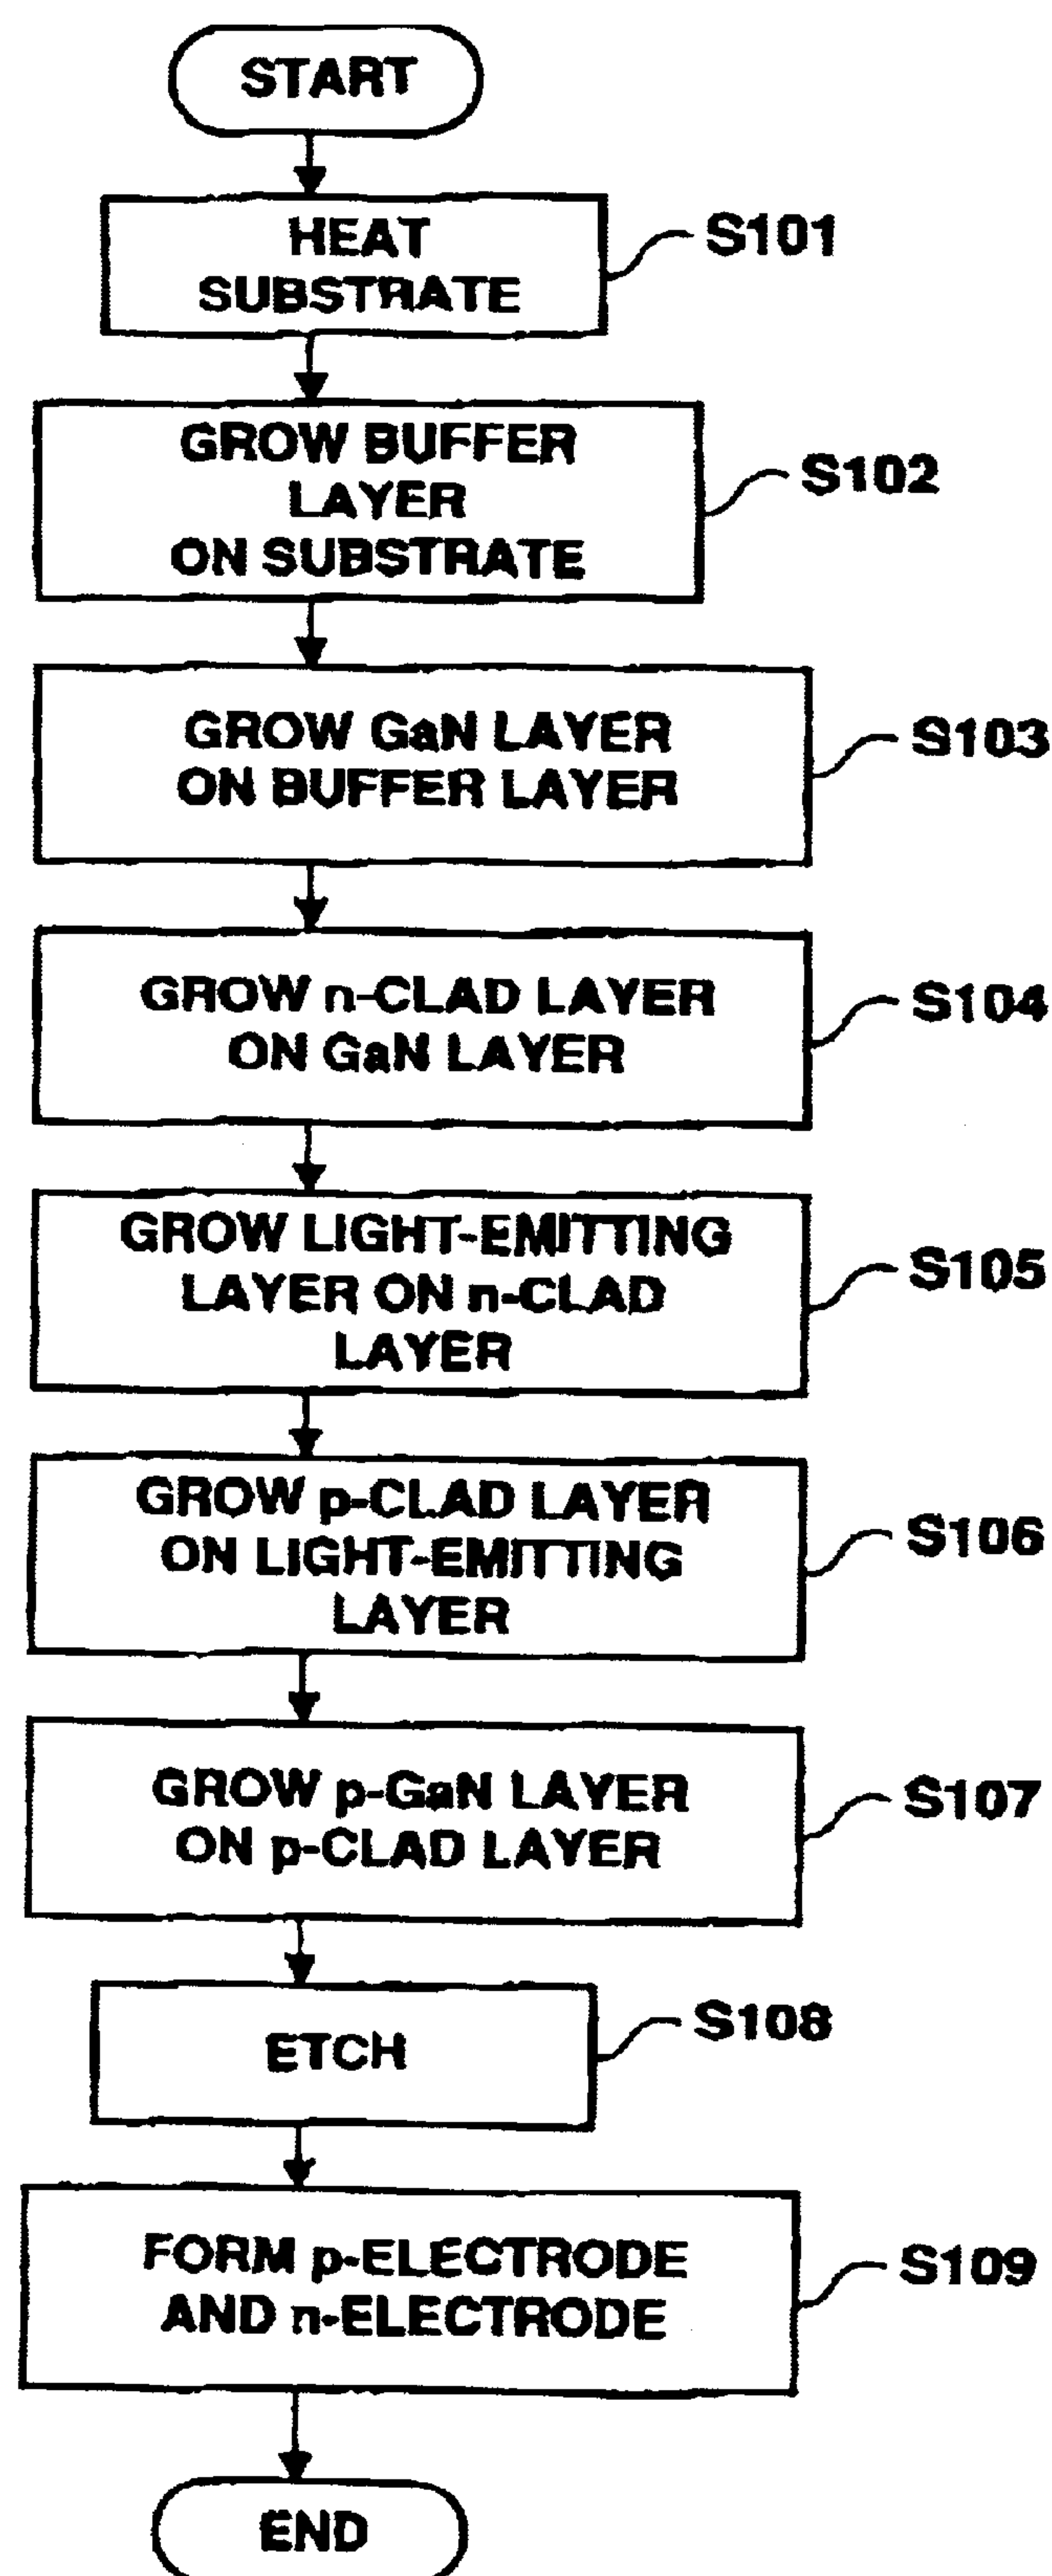 START
HEAT
SUBSTRATE
S101
GROW BUFFER
LAYER
ON SUBSTRATE
S102
GROW GaN LAYER
ON BUFFER LAYER
S103
GROW n-CLAD LAYER
ON GaN LAYER
S104
GROW LIGHT-EMITTING
LAYER ON n-CLAD
LAYER
S105
GROW p-CLAD LAYER
ON LIGHT-EMITTING
LAYER
S106
GROW p-GaN LAYER
ON p-CLAD LAYER
S107
ETCH
S108
FORM p-ELECTRODE
AND n-ELECTRODE
S109
END